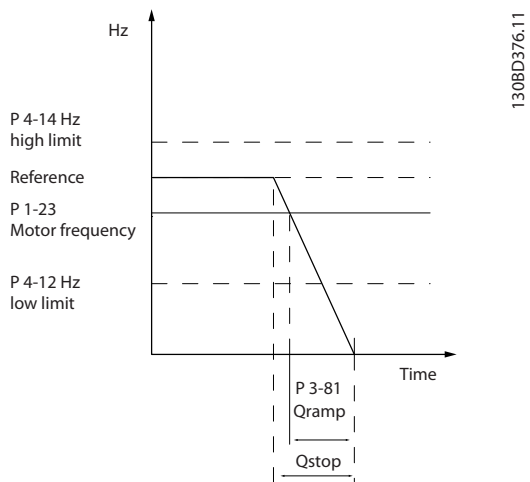 Hz
130BD376.11
P 4-14 Hz
high limit
Reference
P 1-23
Motor frequency
P 4-12 Hz
low limit
Time
P 3-81
Qramp
Qstop